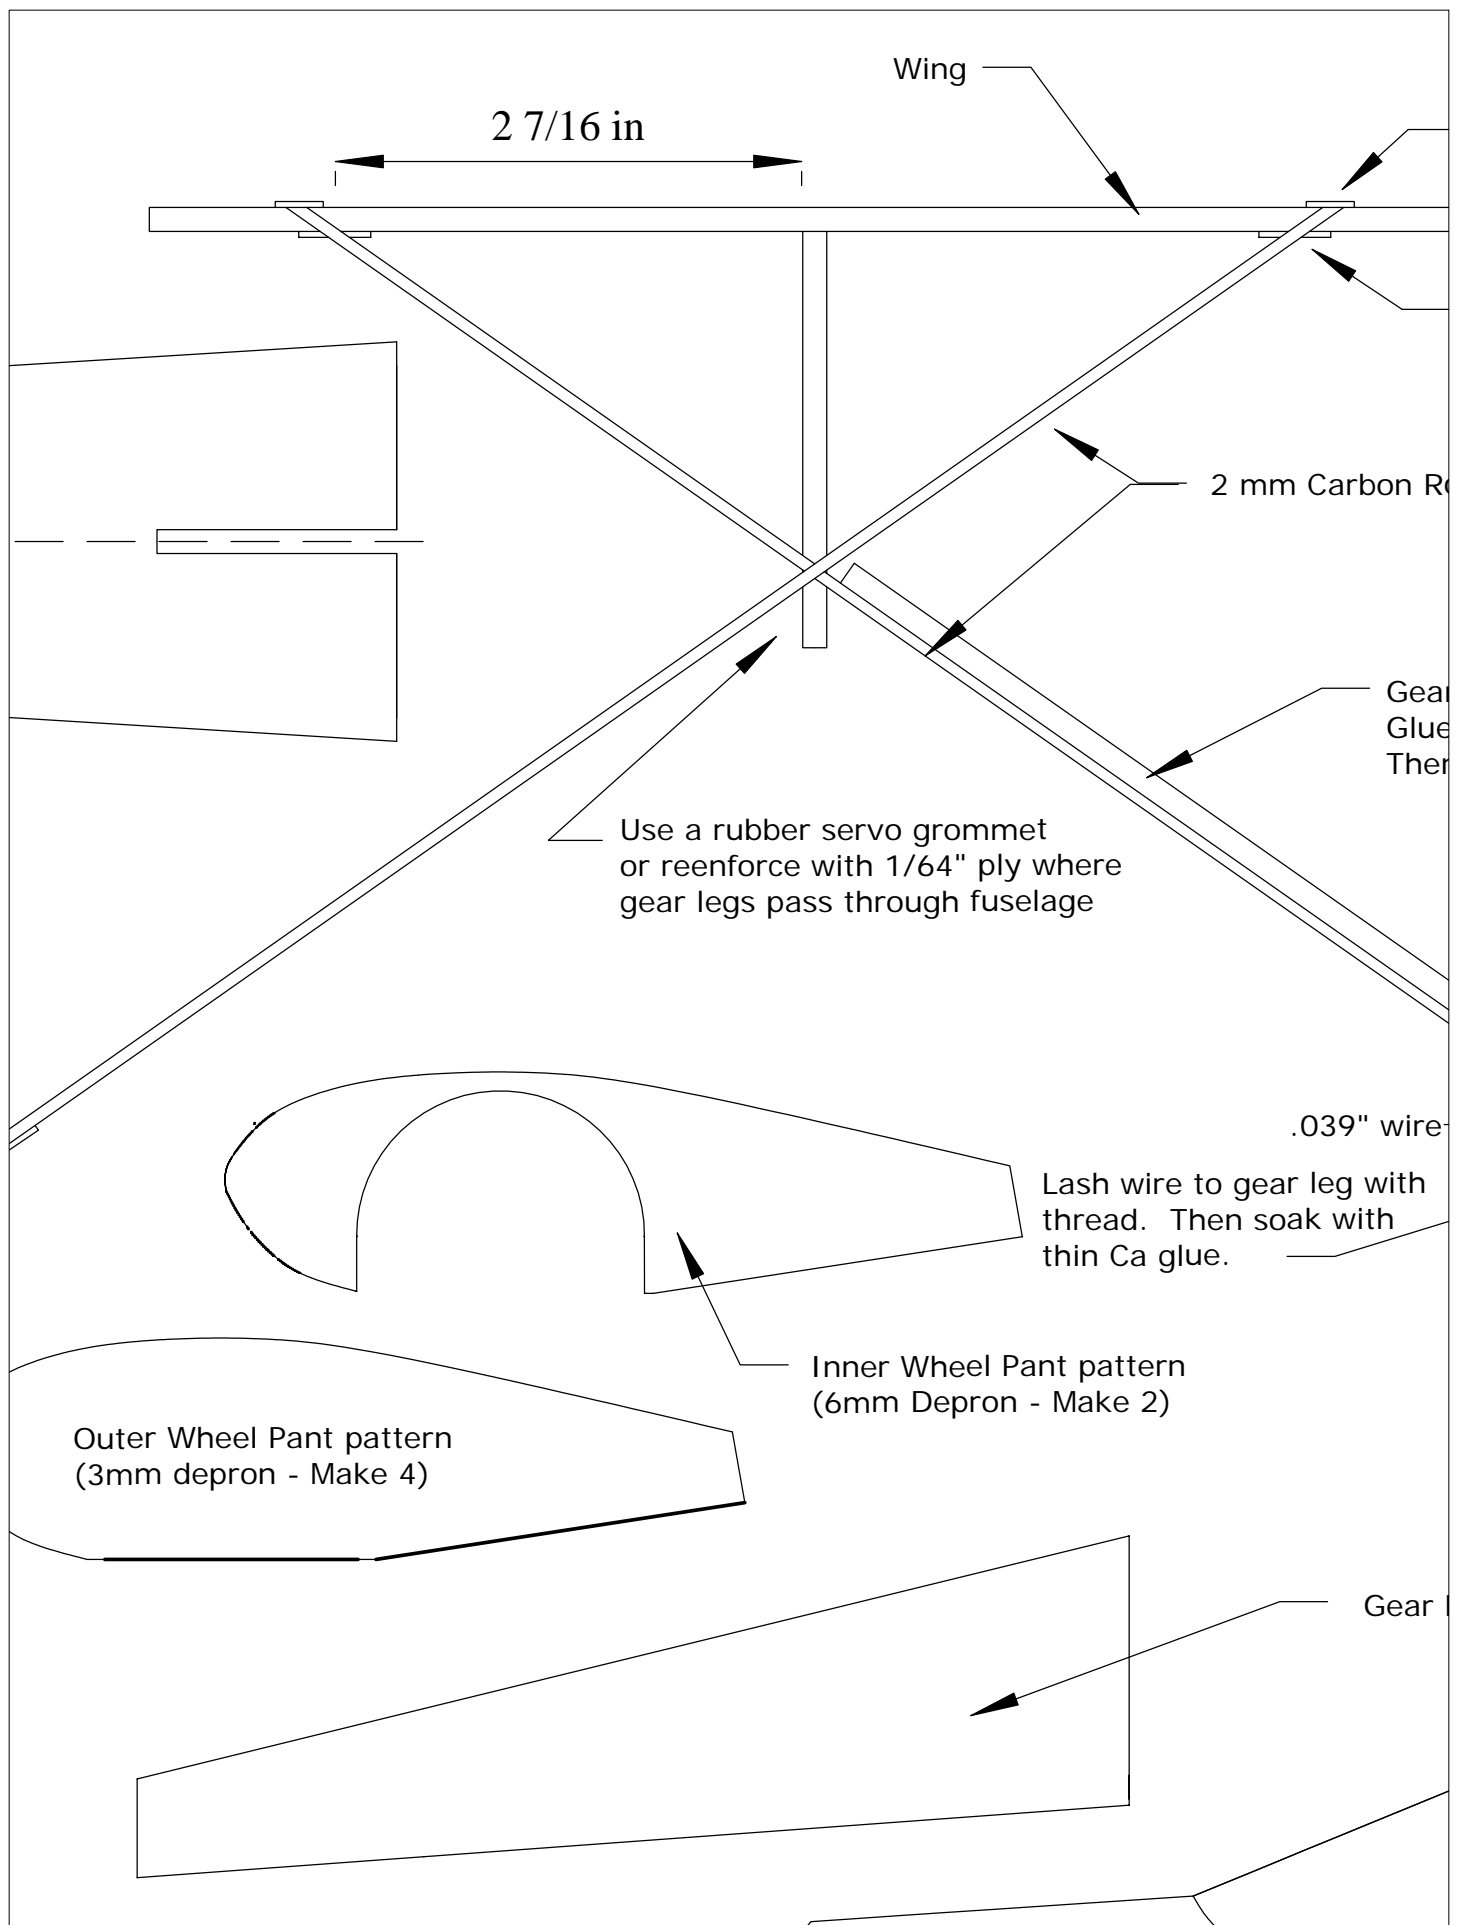 Wing
2 7/16 in
2 mm Carbon
Glue
Use a rubber servo grommet
or reenforce with 1/64" ply where
gear legs pass through fuselage
.039" wire
Lash wire to gear leg with
thread. Then soak with
thin Ca glue.
Inner Wheel Pant pattern
(6mm Depron - Make 2)
Outer Wheel Pant pattern
(3mm depron - Make 4)
Gear